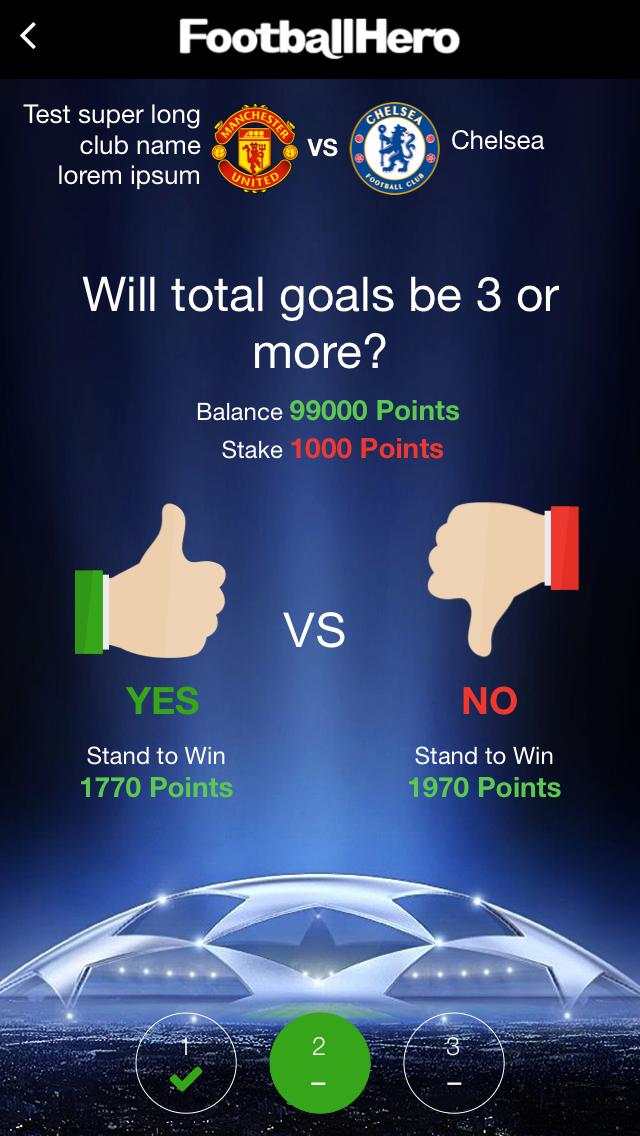 FootballHero
Test super long
club name
lorem ipsum
MANCHESTER
UNITED
VS
CHELSEA
FOOTBALL CLUB
Chelsea
Will total goals be 3 or
more?
Balance 99000 Points
Stake 1000 Points
VS
YES
NO
Stand to Win
1770 Points
Stand to Win
1970 Points
1
2
–
3
–